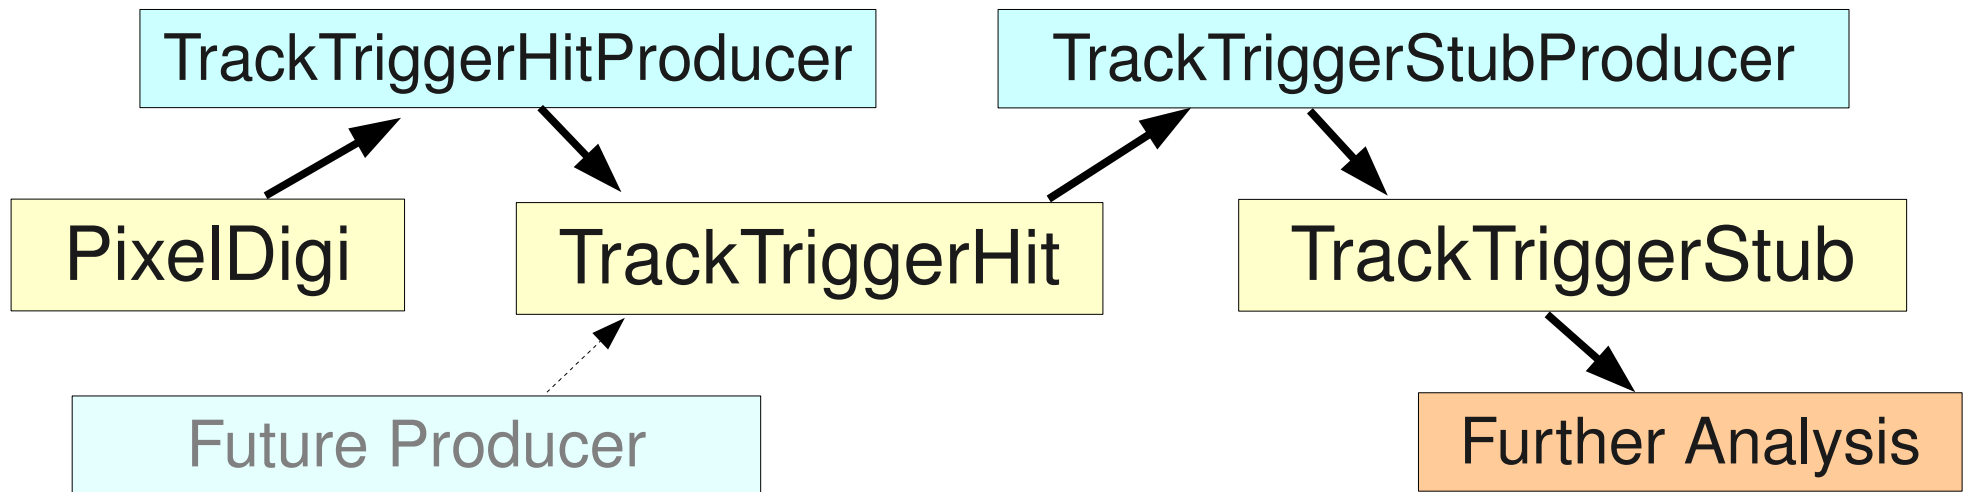 TrackTriggerHitProducer
TrackTriggerStubProducer
PixelDigi
TrackTriggerHit
TrackTriggerStub
Future Producer
Further Analysis